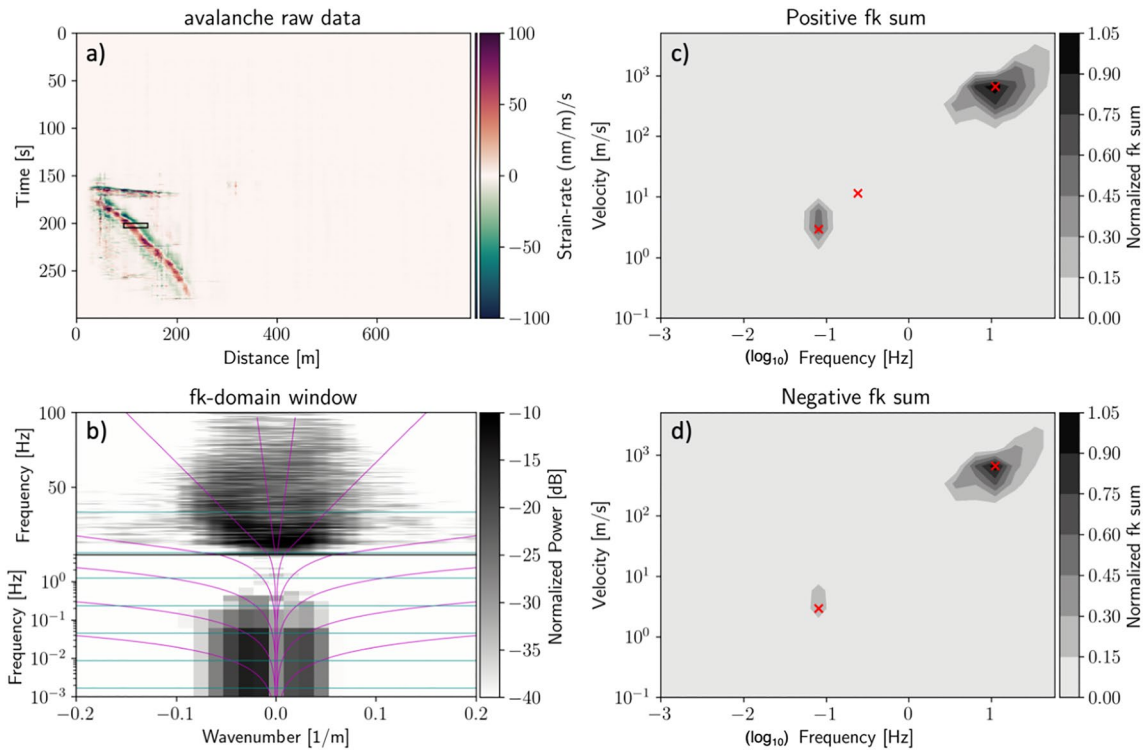 avalanche raw data
a)
0
50
100
150
200
250
Time [s]
0 200 400 600
Distance [m]
100
50
0
−50
−100
Strain-rate (nm/m)/s
Positive fk sum
c)
10³
10²
10¹
10⁰
10⁻¹
Velocity [m/s]
−3 −2 −1 0 1
(log₁₀) Frequency [Hz]
1.05
0.90
0.75
0.60
0.45
0.30
0.15
0.00
Normalized fk sum
fk-domain window
b)
100
50
Frequency [Hz]
10⁰
10⁻¹
10⁻²
10⁻³
Frequency [Hz]
−0.2 −0.1 0.0 0.1 0.2
Wavenumber [1/m]
−10
−15
−20
−25
−30
−35
−40
Normalized Power [dB]
Negative fk sum
d)
10³
10²
10¹
10⁰
10⁻¹
Velocity [m/s]
−3 −2 −1 0 1
(log₁₀) Frequency [Hz]
1.05
0.90
0.75
0.60
0.45
0.30
0.15
0.00
Normalized fk sum